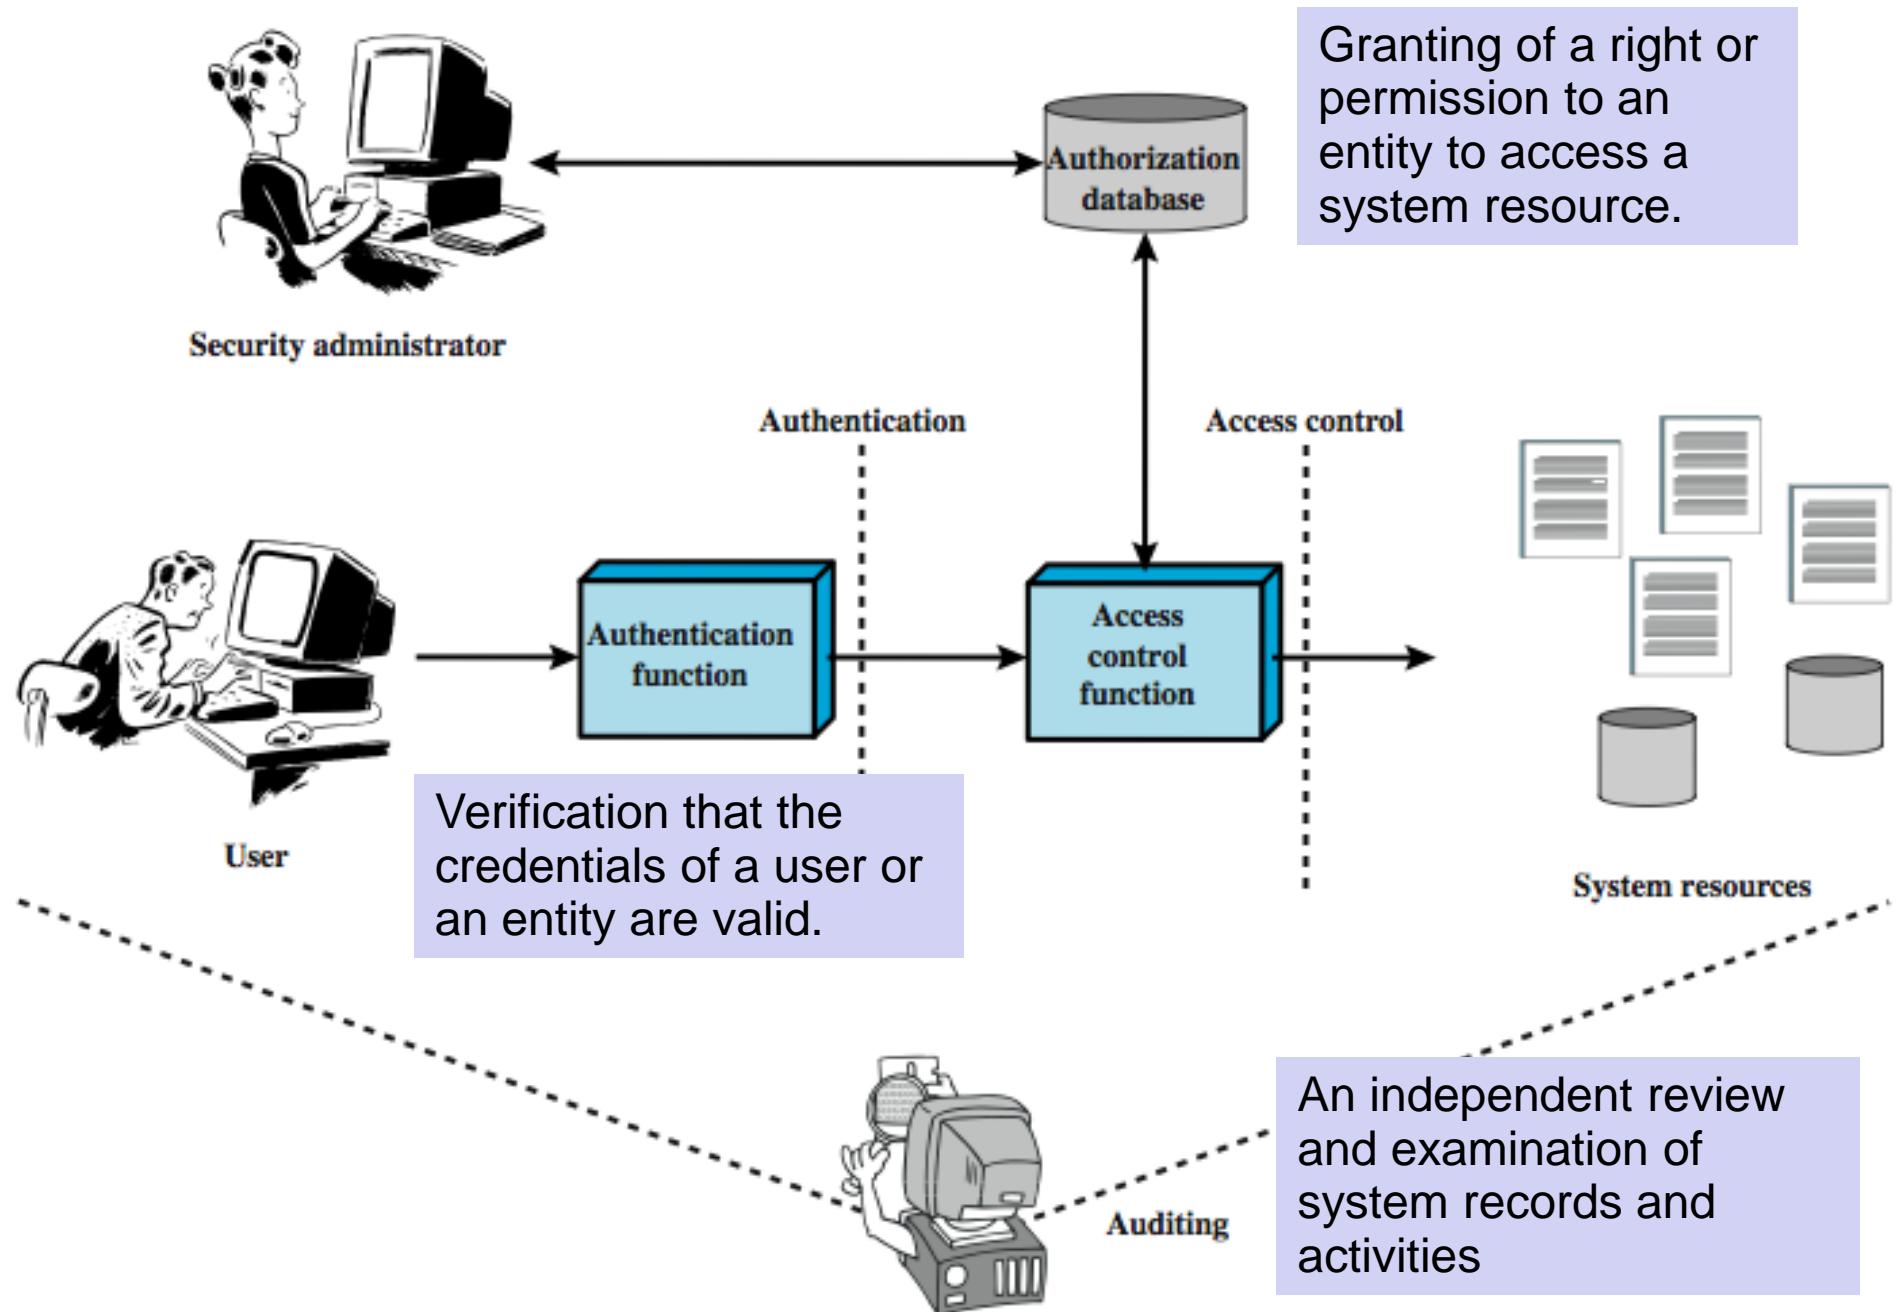 Granting of a right or
permission to an
entity to access a
system resource.
Authorization
database
Security administrator
Authentication
Access control
Authentication
function
Access
control
function
Verification that the
credentials of a user or
an entity are valid.
User
System resources
An independent review
and examination of
system records and
activities
Auditing